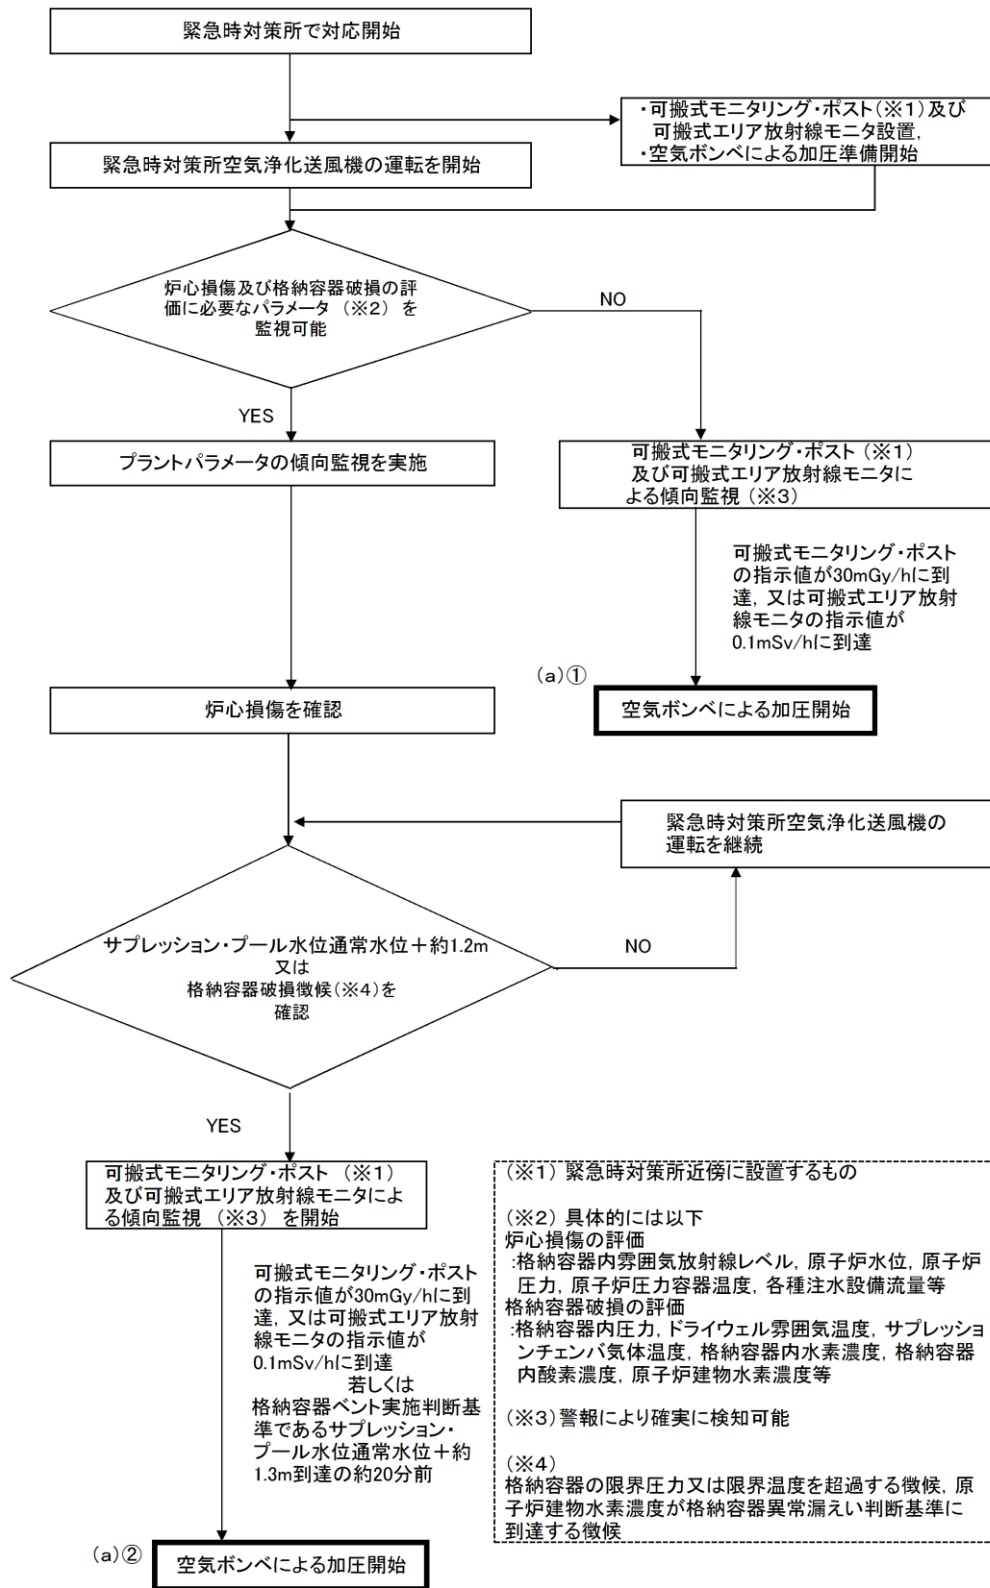 緊急時対策所で対応開始
・可搬式モニタリング・ポスト(※1)及び
可搬式エリア放射線モニタ設置,
・空気ボンベによる加圧準備開始
緊急時対策所空気浄化送風機の運転を開始
炉心損傷及び格納容器破損の評
価に必要なパラメータ (※2) を
監視可能
NO
YES
プラントパラメータの傾向監視を実施
可搬式モニタリング・ポスト (※1)
及び可搬式エリア放射線モニタに
よる傾向監視 (※3)
可搬式モニタリング・ポスト
の指示値が30mGy/hに到
達, 又は可搬式エリア放射
線モニタの指示値が
0.1mSv/hに到達
(a)①
空気ボンベによる加圧開始
炉心損傷を確認
緊急時対策所空気浄化送風機の
運転を継続
サプレッション・プール水位通常水位+約1.2m
又は
格納容器破損徴候(※4)を
確認
NO
YES
可搬式モニタリング・ポスト (※1)
及び可搬式エリア放射線モニタによ
る傾向監視 (※3) を開始
可搬式モニタリング・ポスト
の指示値が30mGy/hに到
達, 又は可搬式エリア放射
線モニタの指示値が
0.1mSv/hに到達
若しくは
格納容器ベント実施判断基
準であるサプレッション・
プール水位通常水位+約
1.3m到達の約20分前
(a)②
空気ボンベによる加圧開始
(※1) 緊急時対策所近傍に設置するもの
(※2) 具体的には以下
炉心損傷の評価
:格納容器内雰囲気放射線レベル, 原子炉水位, 原子炉
圧力, 原子炉圧力容器温度, 各種注水設備流量等
格納容器破損の評価
:格納容器内圧力, ドライウェル雰囲気温度, サプレッショ
ンチェンバ気体温度, 格納容器内水素濃度, 格納容器
内酸素濃度, 原子炉建物水素濃度等
(※3) 警報により確実に検知可能
(※4)
格納容器の限界圧力又は限界温度を超過する徴候, 原
子炉建物水素濃度が格納容器異常漏えい判断基準に
到達する徴候